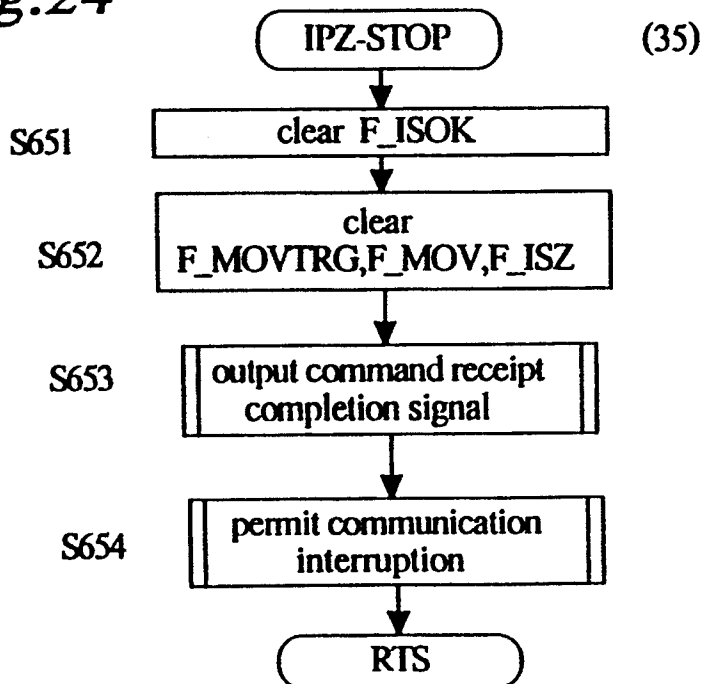 g.24
IPZ-STOP (35)
S651 clear F_ISOK
S652 clear
F_MOVTRG,F_MOV,F_ISZ
S653 output command receipt
completion signal
S654 permit communication
interruption
RTS